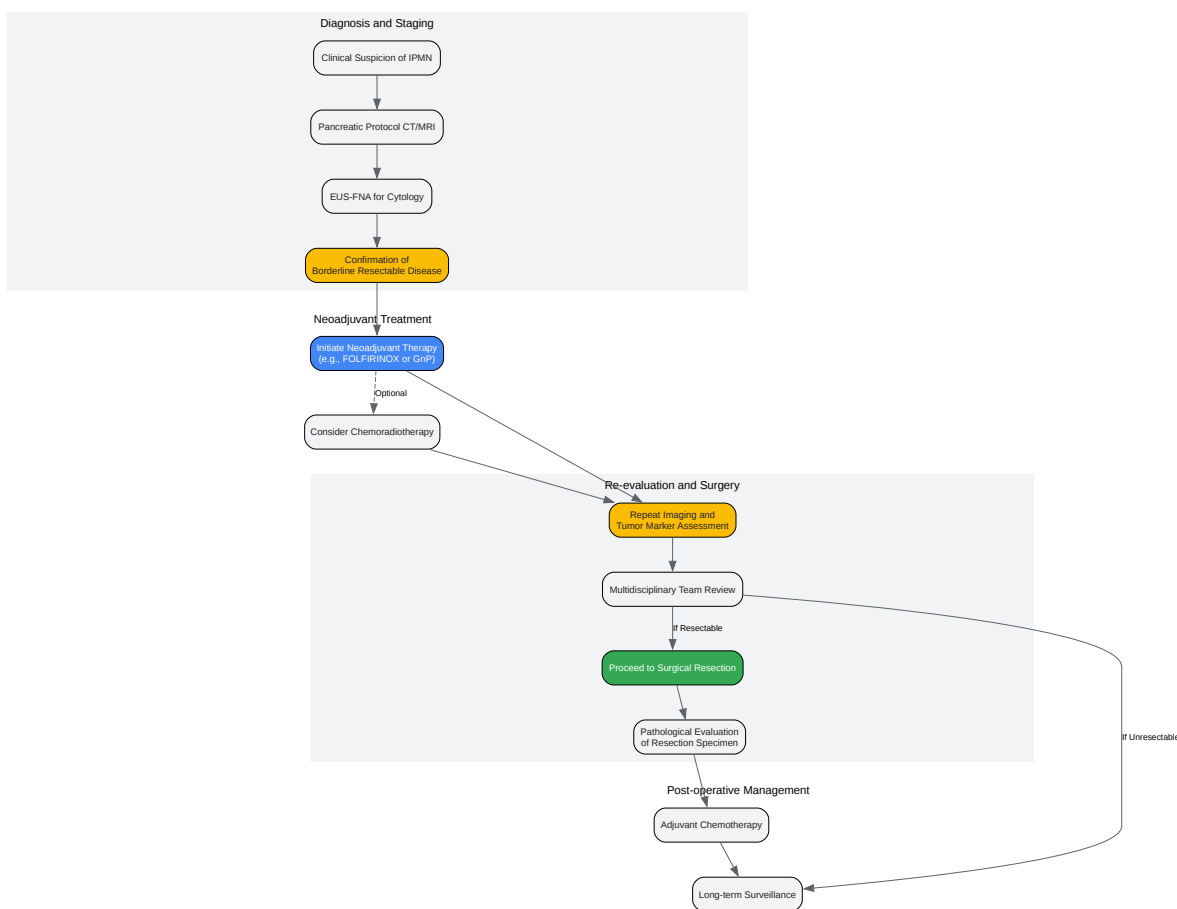 Diagnosis and Staging
Clinical Suspicion of IPMN
Pancreatic Protocol CT/MRI
EUS-FNA for Cytology
Confirmation of
Borderline Resectable Disease
Neoadjuvant Treatment
Initiate Neoadjuvant Therapy
(e.g., FOLFIRINOX or GnP)
Optional
Consider Chemoradiotherapy
Re-evaluation and Surgery
Repeat Imaging and
Tumor Marker Assessment
Multidisciplinary Team Review
If Resectable
Proceed to Surgical Resection
Pathological Evaluation
of Resection Specimen
If Unresectable
Post-operative Management
Adjuvant Chemotherapy
Long-term Surveillance